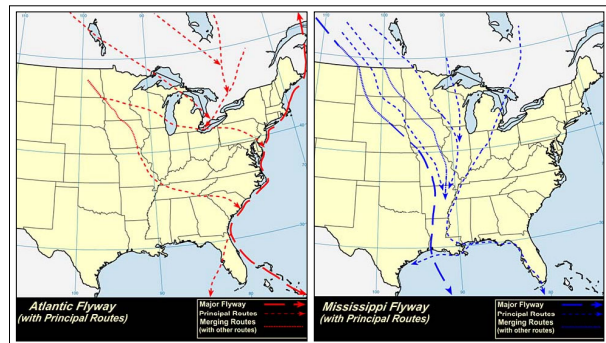 Atlantic Flyway
(with Principal Routes)
Major Flyway
Principal Routes
Merging Routes
(with other routes)
Mississippi Flyway
(with Principal Routes)
Major Flyway
Principal Routes
Merging Routes
(with other routes)